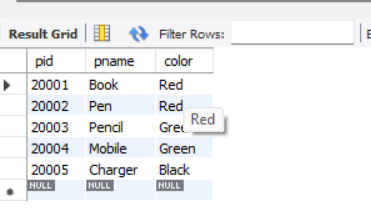 Result Grid Filter Rows: E
pid pname color
20001 Book Red
20002 Pen Red
20003 Pencil Gre
20004 Mobile Green
20005 Charger Black
NULL NULL NULL
Red